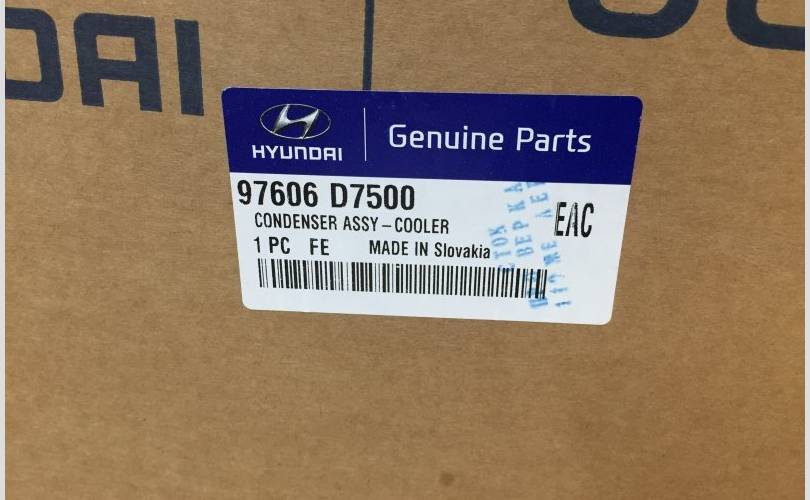 DAI
HYUNDAI
Genuine Parts
97606 D7500
CONDENSER ASSY-COOLER
EAC
1 PC FE MADE IN Slovakia